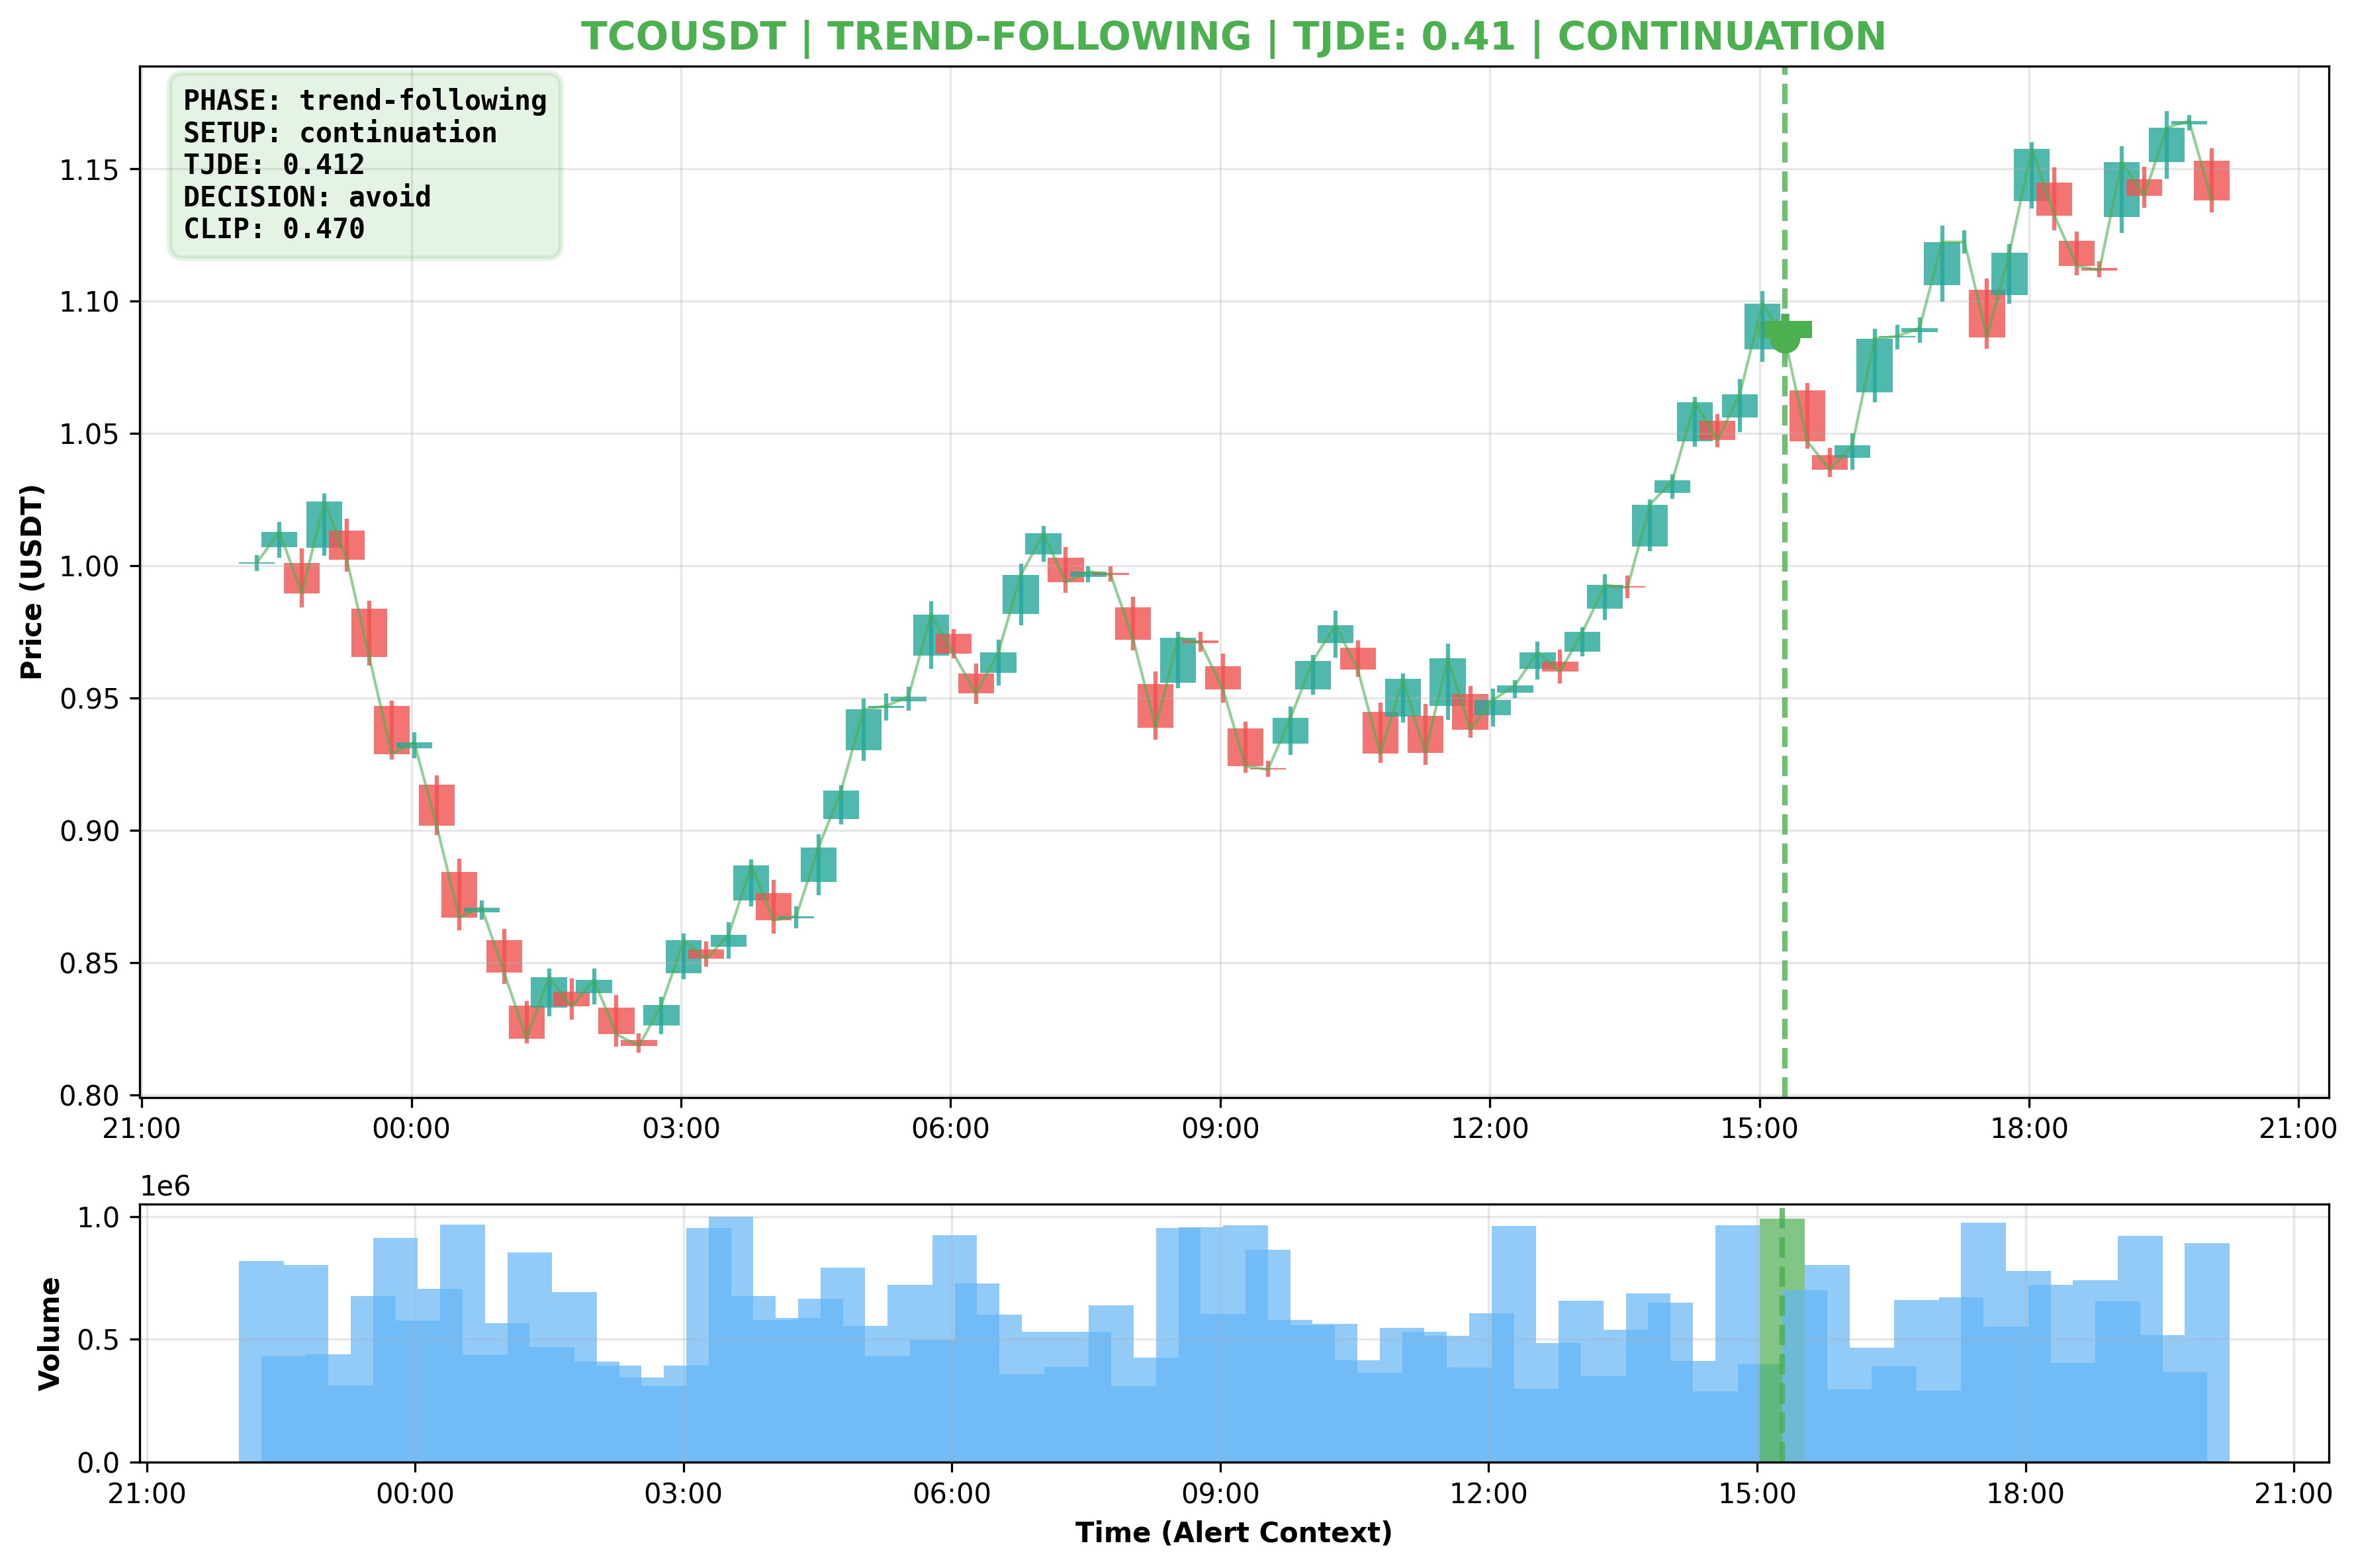 TCOUSDT | TREND-FOLLOWING | TJDE: 0.41 | CONTINUATION
PHASE: trend-following
SETUP: continuation
TJDE: 0.412
DECISION: avoid
CLIP: 0.470
Price (USDT)
1.15
1.10
1.05
1.00
0.95
0.90
0.85
0.80
21:00 00:00 03:00 06:00 09:00 12:00 15:00 18:00 21:00
1e6
Volume
1.0
0.5
0.0
21:00 00:00 03:00 06:00 09:00 12:00 15:00 18:00 21:00
Time (Alert Context)